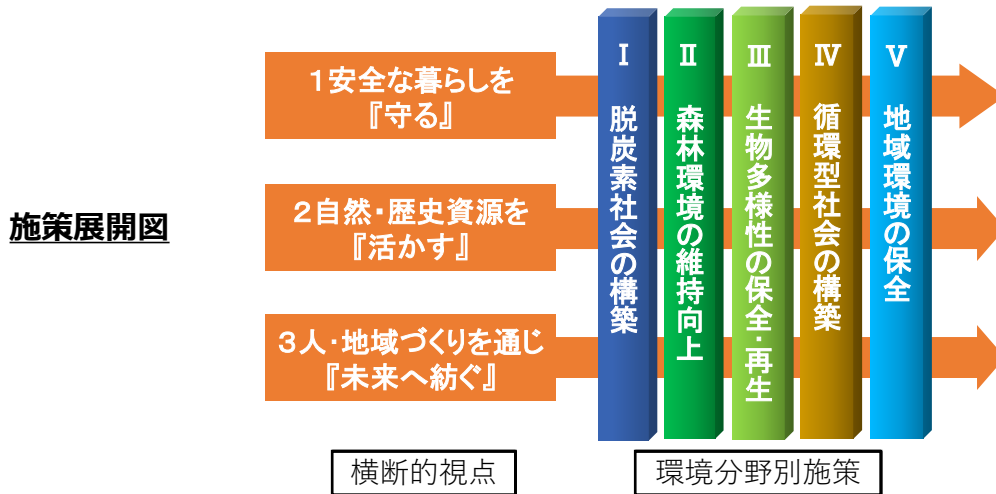 施策展開図
1安全な暮らしを
『守る』
2自然・歴史資源を
『活かす』
3人・地域づくりを通じ
『未来へ紡ぐ』
Ⅰ 脱炭素社会の構築
Ⅱ 森林環境の維持向上
Ⅲ 生物多様性の保全・再生
Ⅳ 循環型社会の構築
Ⅴ 地域環境の保全
横断的視点
環境分野別施策